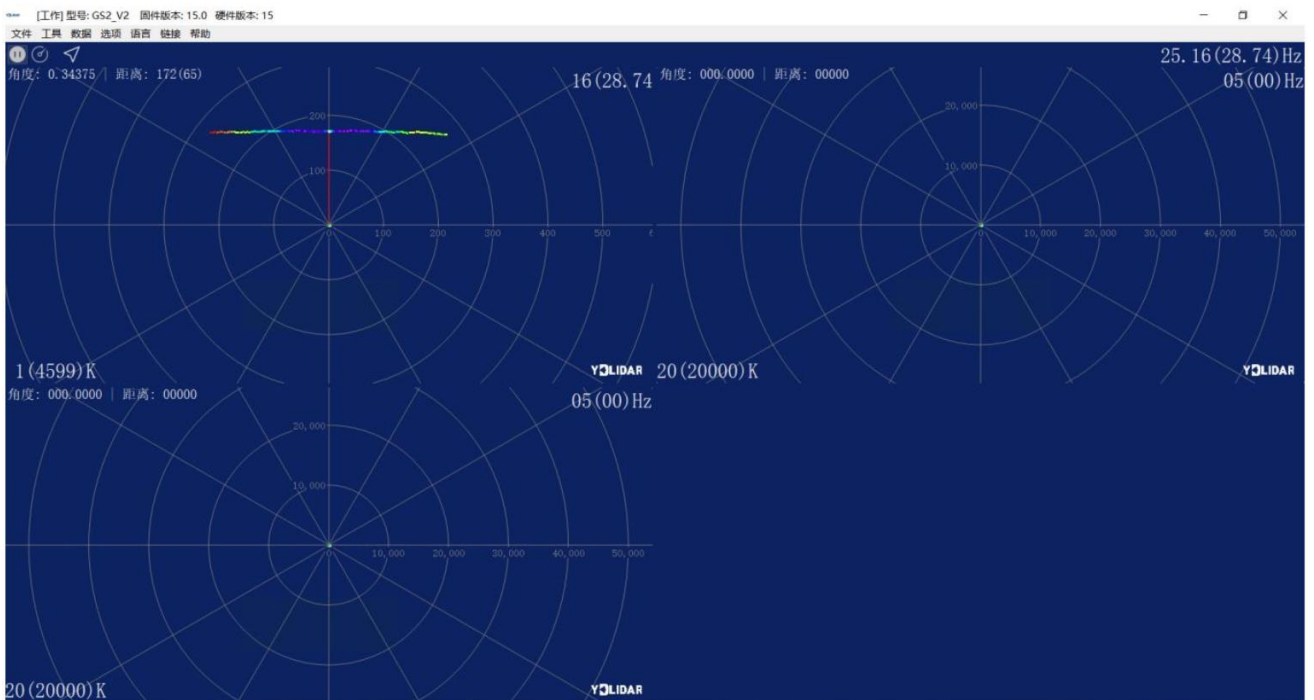 [工作] 型号: GS2_V2 固件版本: 15.0 硬件版本: 15
文件 工具 数据 选项 语言 链接 帮助
25.16(28.74)Hz
角度: 0.34375 | 距离: 172(65)
16(28.74
角度: 000.0000 | 距离: 00000
05(00)Hz
200
100
0 100 200 300 400 500
20,000
10,000
0 10,000 20,000 30,000 40,000 50,000
1(4599)K
YDLIDAR
20(20000)K
YDLIDAR
角度: 000.0000 | 距离: 00000
05(00)Hz
20,000
10,000
0 10,000 20,000 30,000 40,000 50,000
20(20000)K
YDLIDAR